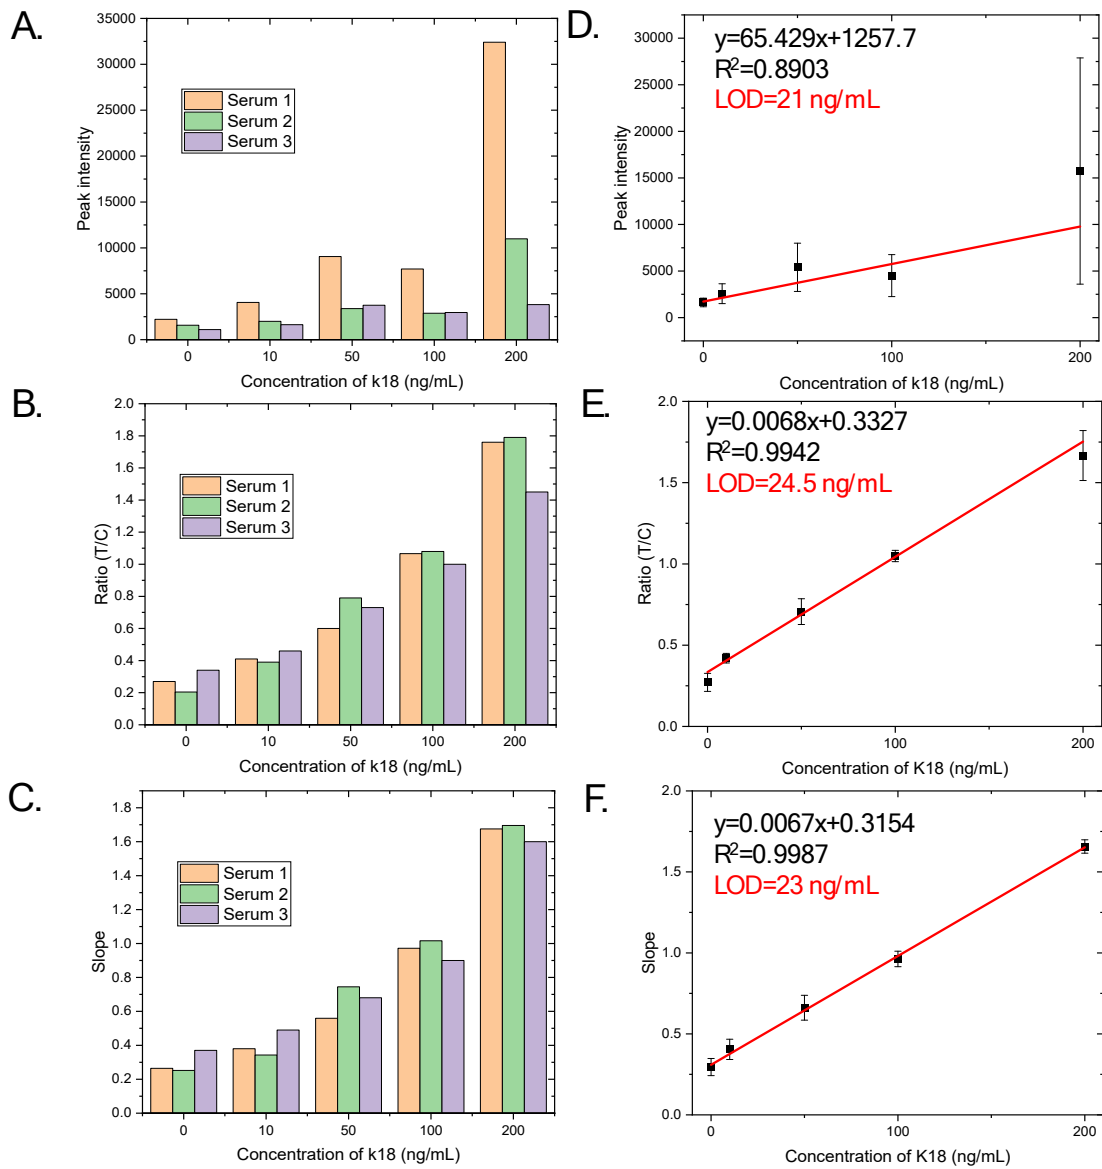 A.
35000
30000
25000
20000
15000
10000
5000
0
Peak intensity
Serum 1
Serum 2
Serum 3
0 10 50 100 200
Concentration of k18 (ng/mL)
D.
y=65.429x+1257.7
R²=0.8903
LOD=21 ng/mL
30000
25000
20000
15000
10000
5000
0
Peak intensity
0 100 200
Concentration of k18 (ng/mL)
B.
2.0
1.8
1.6
1.4
1.2
1.0
0.8
0.6
0.4
0.2
0.0
Ratio (T/C)
Serum 1
Serum 2
Serum 3
0 10 50 100 200
Concentration of k18 (ng/mL)
E.
y=0.0068x+0.3327
R²=0.9942
LOD=24.5 ng/mL
2.0
1.5
1.0
0.5
0.0
Ratio (T/C)
0 100 200
Concentration of K18 (ng/mL)
C.
1.8
1.6
1.4
1.2
1.0
0.8
0.6
0.4
0.2
0.0
Slope
Serum 1
Serum 2
Serum 3
0 10 50 100 200
Concentration of k18 (ng/mL)
F.
y=0.0067x+0.3154
R²=0.9987
LOD=23 ng/mL
2.0
1.5
1.0
0.5
0.0
Slope
0 100 200
Concentration of K18 (ng/mL)